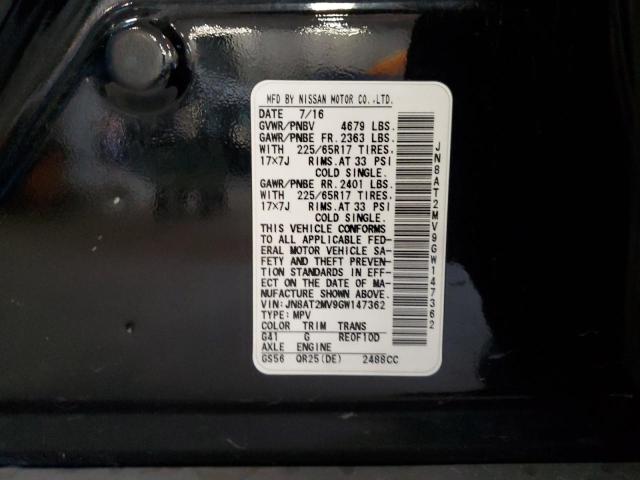 MFD BY NISSAN MOTOR CO.,LTD.
DATE 7/16
GVWR/PNBV 4679 LBS.
GAWR/PNBE FR. 2363 LBS.
WITH 225/65R17 TIRES.
17×7J RIMS. AT 33 PSI
COLD SINGLE.
GAWR/PNBE RR. 2401 LBS.
WITH 225/65R17 TIRES.
17×7J RIMS. AT 33 PSI
COLD SINGLE.
THIS VEHICLE CONFORMS
TO ALL APPLICABLE FED-
ERAL MOTOR VEHICLE SA-
FETY AND THEFT PREVEN-
TION STANDARDS IN EFF-
ECT ON THE DATE OF MA-
NUFACTURE SHOWN ABOVE.
VIN: JN8AT2MV9GW147362
TYPE: MPV
COLOR TRIM TRANS
G41 G RE0F10D
AXLE ENGINE
GS56 QR25(DE) 2488CC
JN8AT2MV9GW147362